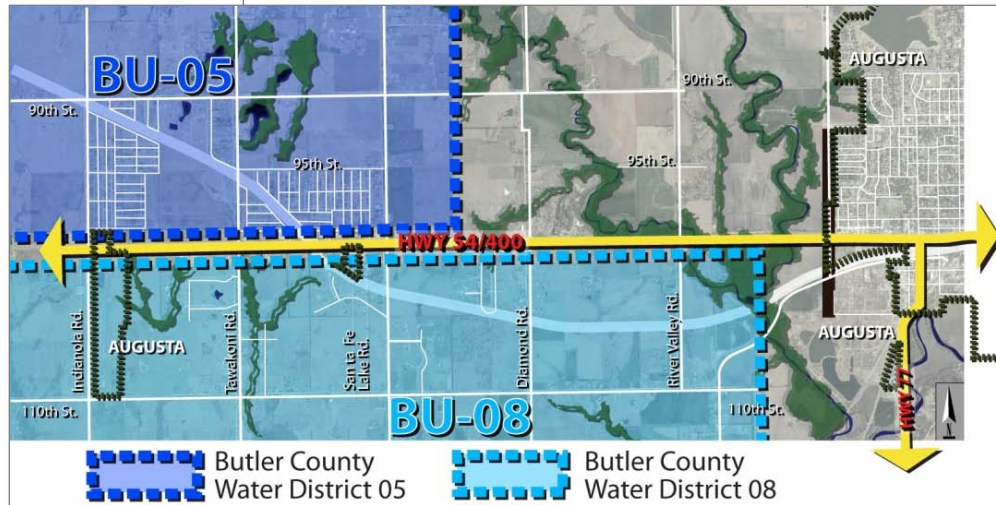 AUGUSTA
BU-05
90th St.
90th St.
95th St.
95th St.
HWY 54/400
Indianola Rd.
AUGUSTA
Tawakoni Rd.
Santa Fe
Lake Rd.
Diamond Rd.
River Valley Rd.
AUGUSTA
HWY 77
110th St.
BU-08
110th St.
Butler County
Water District 05
Butler County
Water District 08